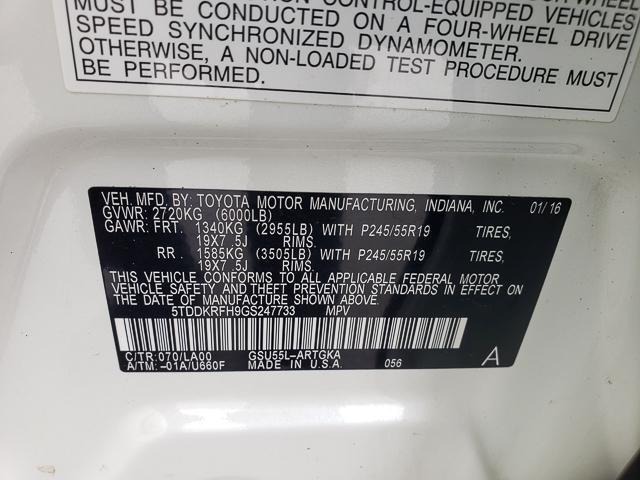 CONTROL-EQUIPPED VEHICLES
MUST BE CONDUCTED ON A FOUR-WHEEL DRIVE
SPEED SYNCHRONIZED DYNAMOMETER.
OTHERWISE, A NON-LOADED TEST PROCEDURE MUST
BE PERFORMED.
VEH. MFD. BY: TOYOTA MOTOR MANUFACTURING, INDIANA, INC. 01/16
GVWR: 2720KG (6000LB)
GAWR: FRT. 1340KG (2955LB) WITH P245/55R19 TIRES,
19X7.5J RIMS.
RR. 1585KG (3505LB) WITH P245/55R19 TIRES,
19X7.5J RIMS.
THIS VEHICLE CONFORMS TO ALL APPLICABLE FEDERAL MOTOR
VEHICLE SAFETY AND THEFT PREVENTION STANDARDS IN
EFFECT ON THE DATE OF MANUFACTURE SHOWN ABOVE.
5TDDKRFH9GS247733 MPV
C/TR:070/LA00 GSU55L-ARTGKA
A/TM:-01A/U660F MADE IN U.S.A. 056 A